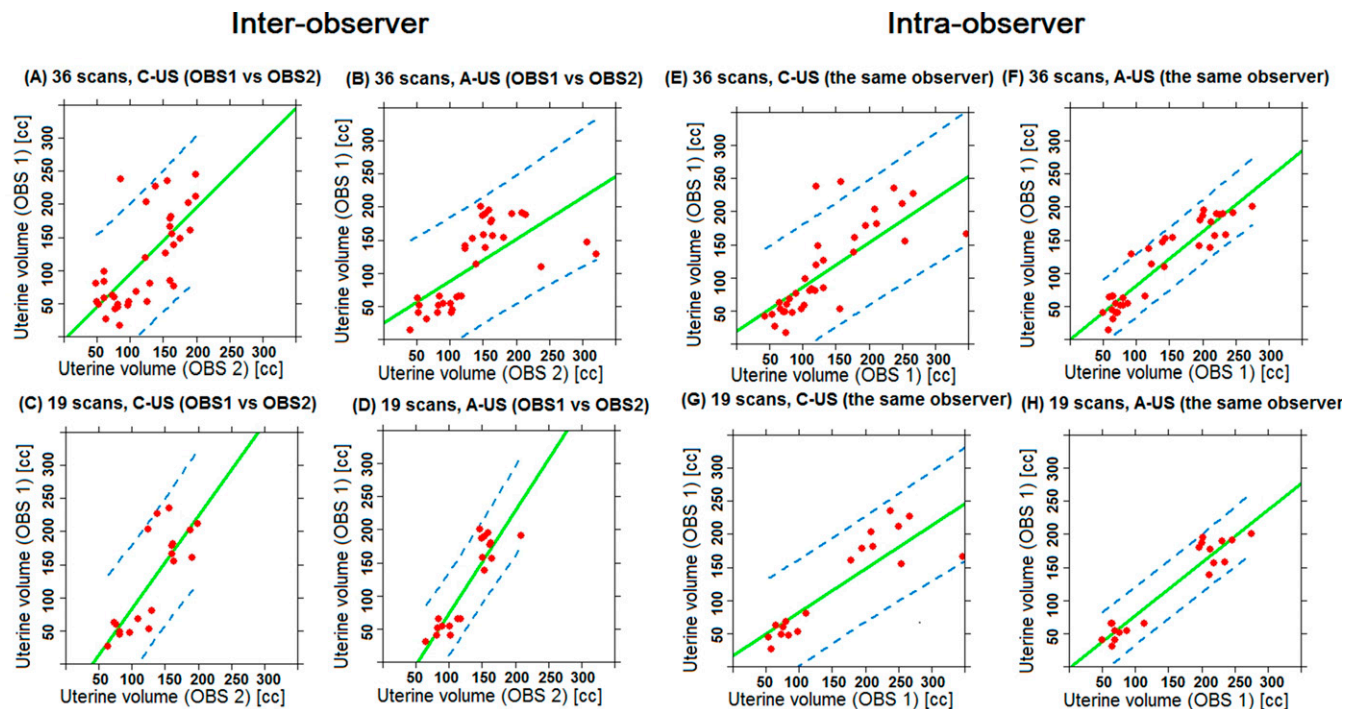 Inter-observer
Intra-observer
(A) 36 scans, C-US (OBS1 vs OBS2)
Uterine volume (OBS 1) [cc]
50 100 150 200 250 300
50 100 150 200 250 300
Uterine volume (OBS 2) [cc]
(B) 36 scans, A-US (OBS1 vs OBS2)
Uterine volume (OBS 1) [cc]
50 100 150 200 250 300
50 100 150 200 250 300
Uterine volume (OBS 2) [cc]
(E) 36 scans, C-US (the same observer)
Uterine volume (OBS 1) [cc]
50 100 150 200 250 300
50 100 150 200 250 300
Uterine volume (OBS 1) [cc]
(F) 36 scans, A-US (the same observer)
Uterine volume (OBS 1) [cc]
50 100 150 200 250 300
50 100 150 200 250 300
Uterine volume (OBS 1) [cc]
(C) 19 scans, C-US (OBS1 vs OBS2)
Uterine volume (OBS 1) [cc]
50 100 150 200 250 300
50 100 150 200 250 300
Uterine volume (OBS 2) [cc]
(D) 19 scans, A-US (OBS1 vs OBS2)
Uterine volume (OBS 1) [cc]
50 100 150 200 250 300
50 100 150 200 250 300
Uterine volume (OBS 2) [cc]
(G) 19 scans, C-US (the same observer)
Uterine volume (OBS 1) [cc]
50 100 150 200 250 300
50 100 150 200 250 300
Uterine volume (OBS 1) [cc]
(H) 19 scans, A-US (the same observer
Uterine volume (OBS 1) [cc]
50 100 150 200 250 300
50 100 150 200 250 300
Uterine volume (OBS 1) [cc]